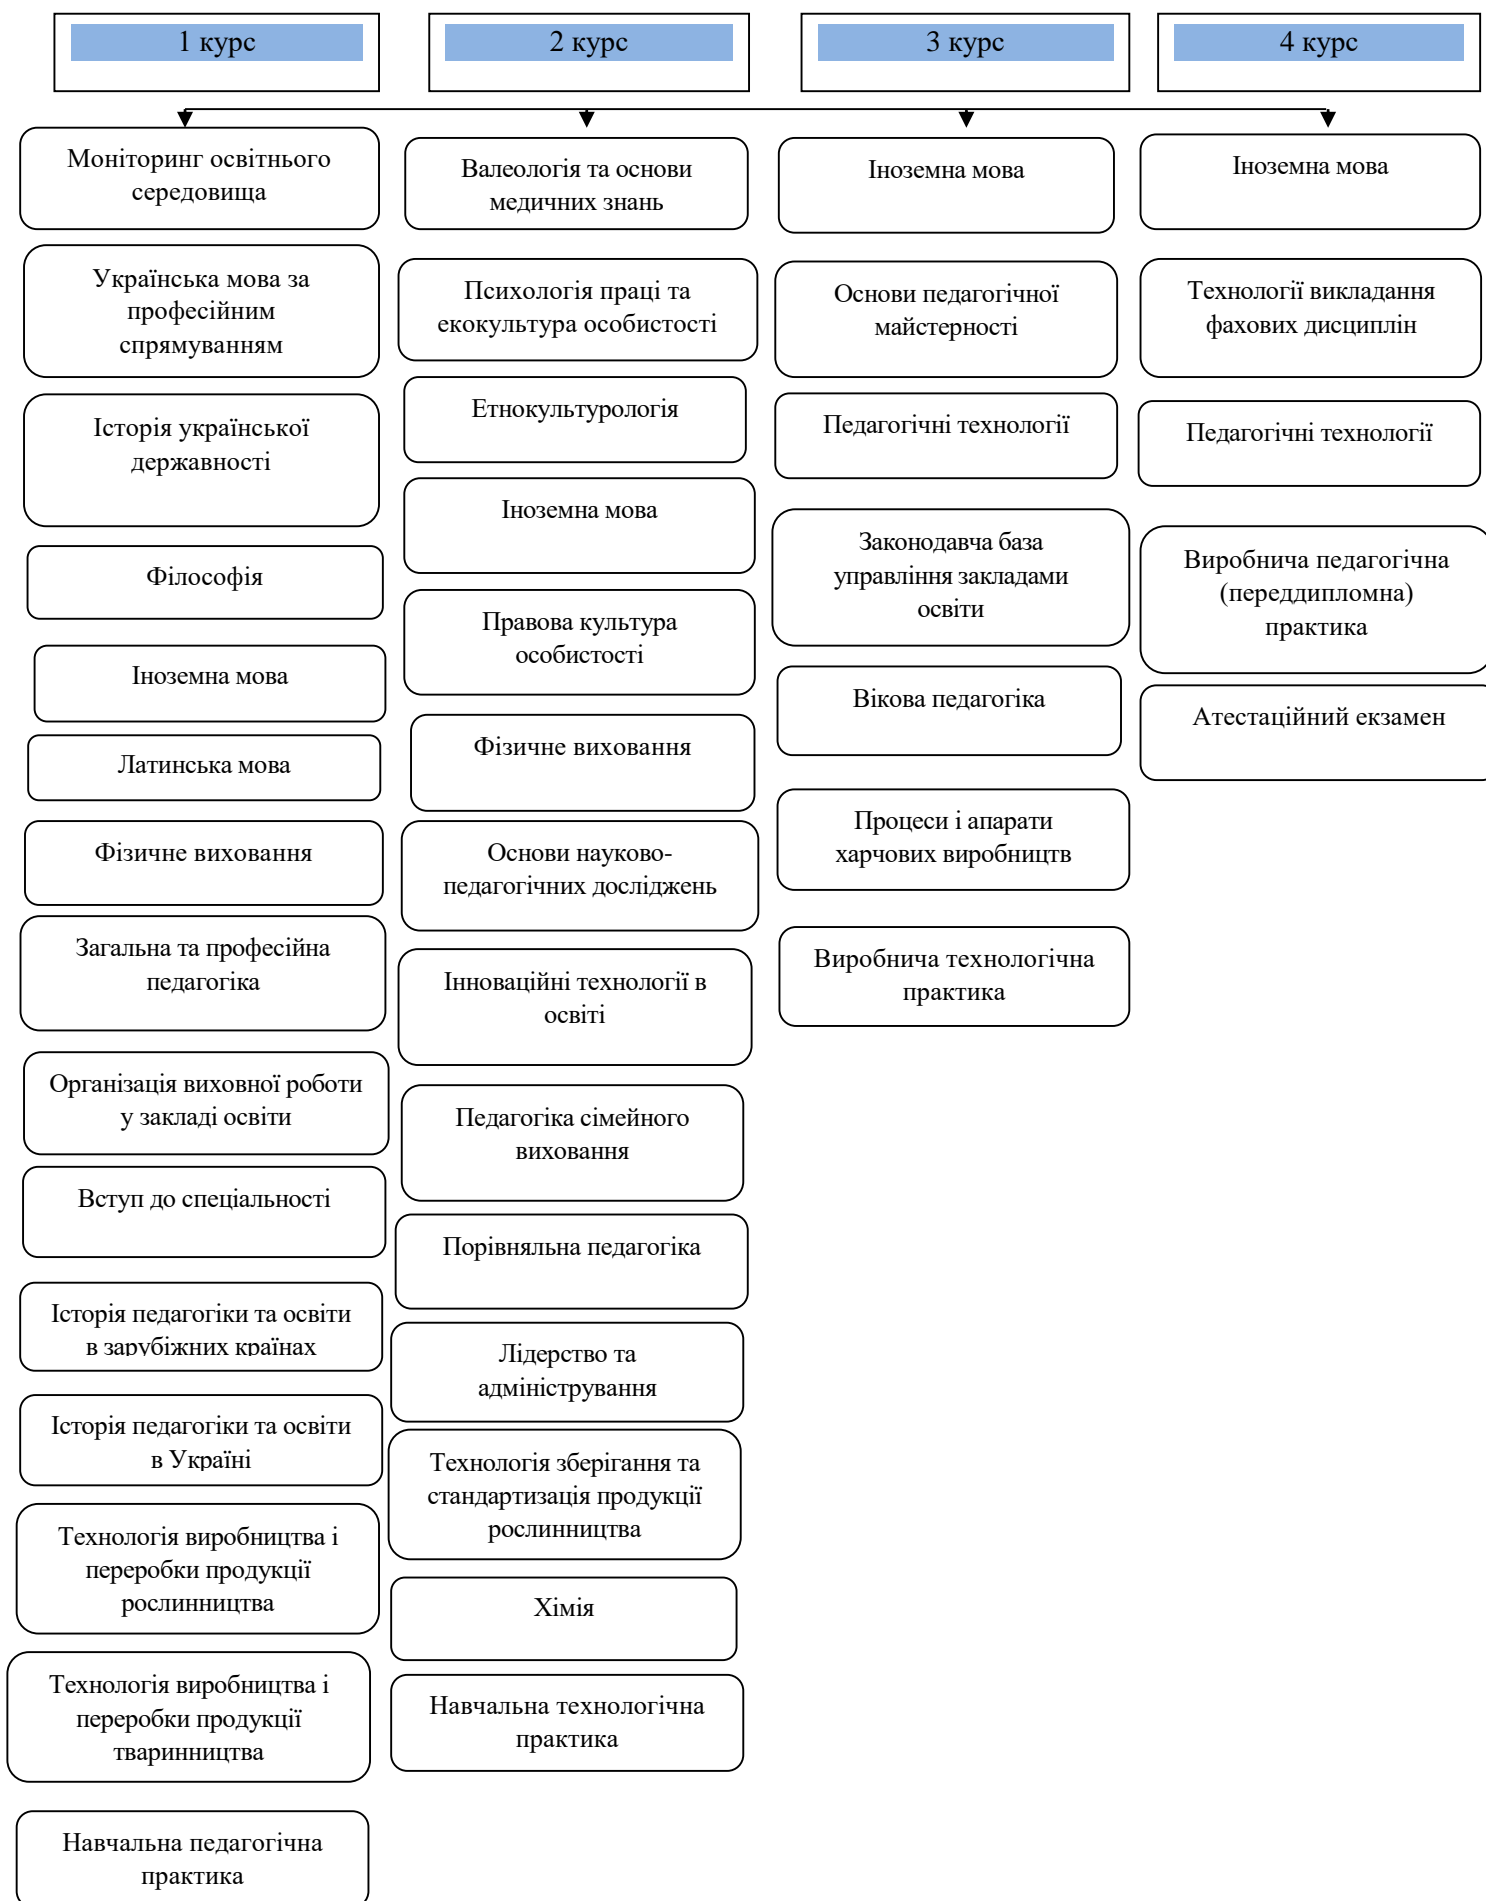 1 курс
2 курс
3 курс
4 курс
Моніторинг освітнього
середовища
Українська мова за
професійним
спрямуванням
Історія української
державності
Філософія
Іноземна мова
Латинська мова
Фізичне виховання
Загальна та професійна
педагогіка
Організація виховної роботи
у закладі освіти
Вступ до спеціальності
Історія педагогіки та освіти
в зарубіжних країнах
Історія педагогіки та освіти
в Україні
Технологія виробництва і
переробки продукції
рослинництва
Технологія виробництва і
переробки продукції
тваринництва
Навчальна педагогічна
практика
Валеологія та основи
медичних знань
Психологія праці та
екокультура особистості
Етнокультурологія
Іноземна мова
Правова культура
особистості
Фізичне виховання
Основи науково-
педагогічних досліджень
Інноваційні технології в
освіті
Педагогіка сімейного
виховання
Порівняльна педагогіка
Лідерство та
адміністрування
Технологія зберігання та
стандартизація продукції
рослинництва
Хімія
Навчальна технологічна
практика
Іноземна мова
Основи педагогічної
майстерності
Педагогічні технології
Законодавча база
управління закладами
освіти
Вікова педагогіка
Процеси і апарати
харчових виробництв
Виробнича технологічна
практика
Іноземна мова
Технології викладання
фахових дисциплін
Педагогічні технології
Виробнича педагогічна
(переддипломна)
практика
Атестаційний екзамен